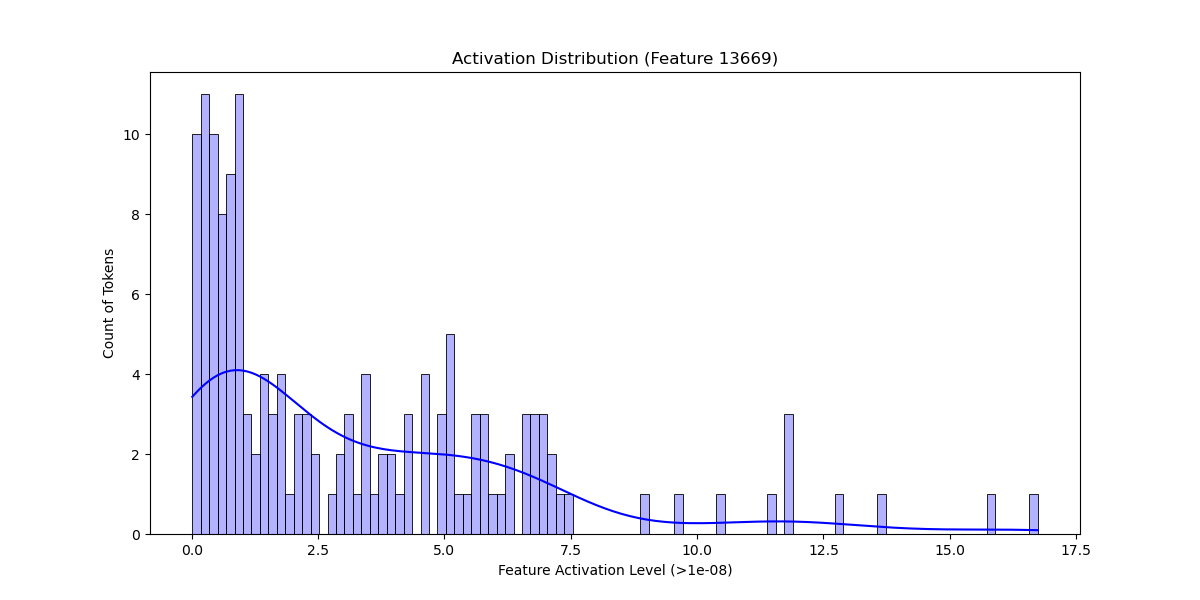 Activation Distribution (Feature 13669)
Count of Tokens
10
8
6
4
2
0
0.0 2.5 5.0 7.5 10.0 12.5 15.0 17.5
Feature Activation Level (>1e-08)